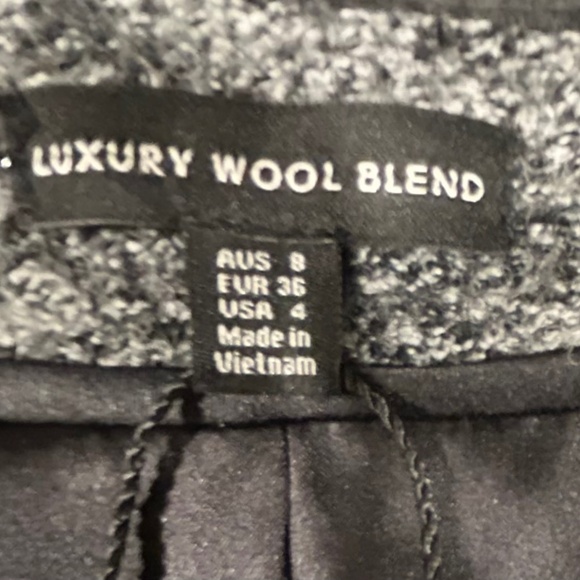 LUXURY WOOL BLEND
AUS 8
EUR 36
USA 4
Made in
Vietnam